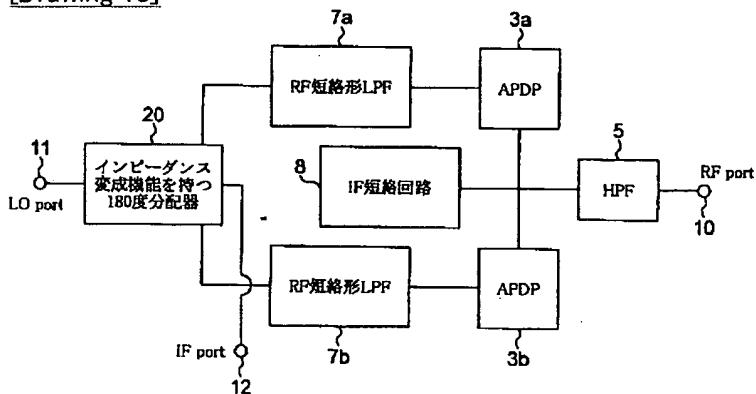 7a
3a
RF短絡形LPF
APDP
20
11
インピーダンス
変成機能を持つ
180度分配器
LO port
8
IF短絡回路
5
HPF
RF port
10
RF短絡形LPF
APDP
IF port
12
7b
3b